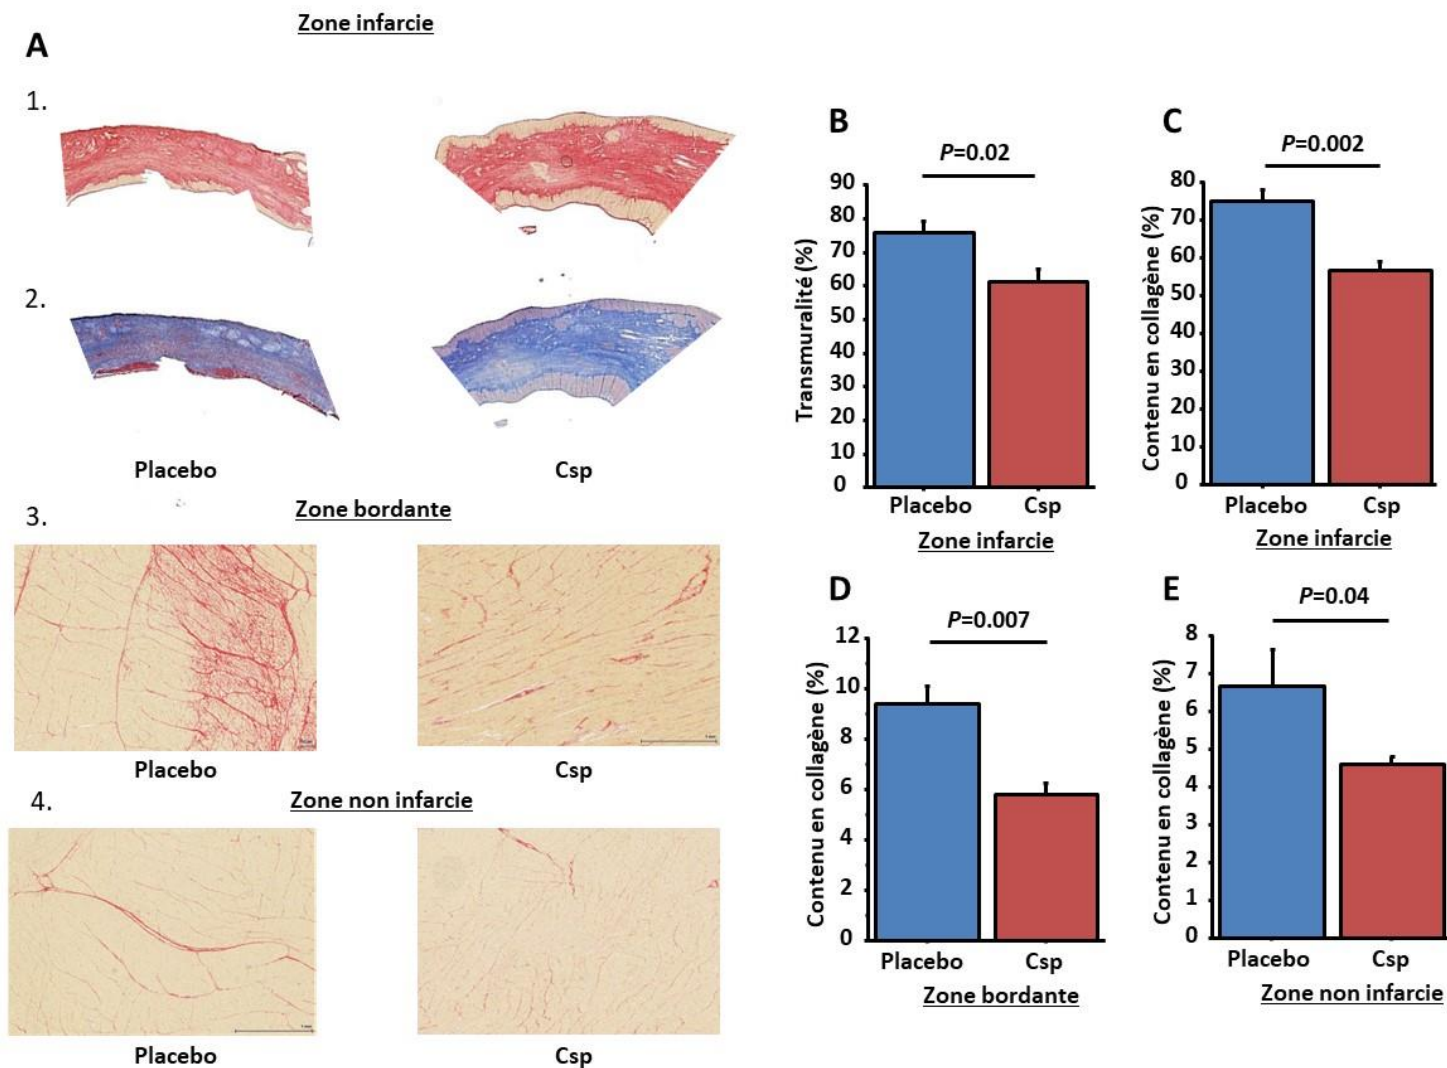 Zone infarcie
A
1.
2.
Placebo
Csp
3.
Zone bordante
Placebo
Csp
4.
Zone non infarcie
Placebo
Csp
B
P=0.02
Transmuralité (%)
90
80
70
60
50
40
30
20
10
0
Placebo
Csp
Zone infarcie
C
P=0.002
Contenu en collagène (%)
80
70
60
50
40
30
20
10
0
Placebo
Csp
Zone infarcie
D
P=0.007
Contenu en collagène (%)
12
10
8
6
4
2
0
Placebo
Csp
Zone bordante
E
P=0.04
Contenu en collagène (%)
8
7
6
5
4
3
2
1
0
Placebo
Csp
Zone non infarcie